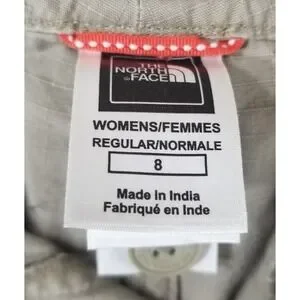 THE
NORTH
FACE
WOMENS/FEMMES
REGULAR/NORMALE
8
Made in India
Fabriqué en Inde